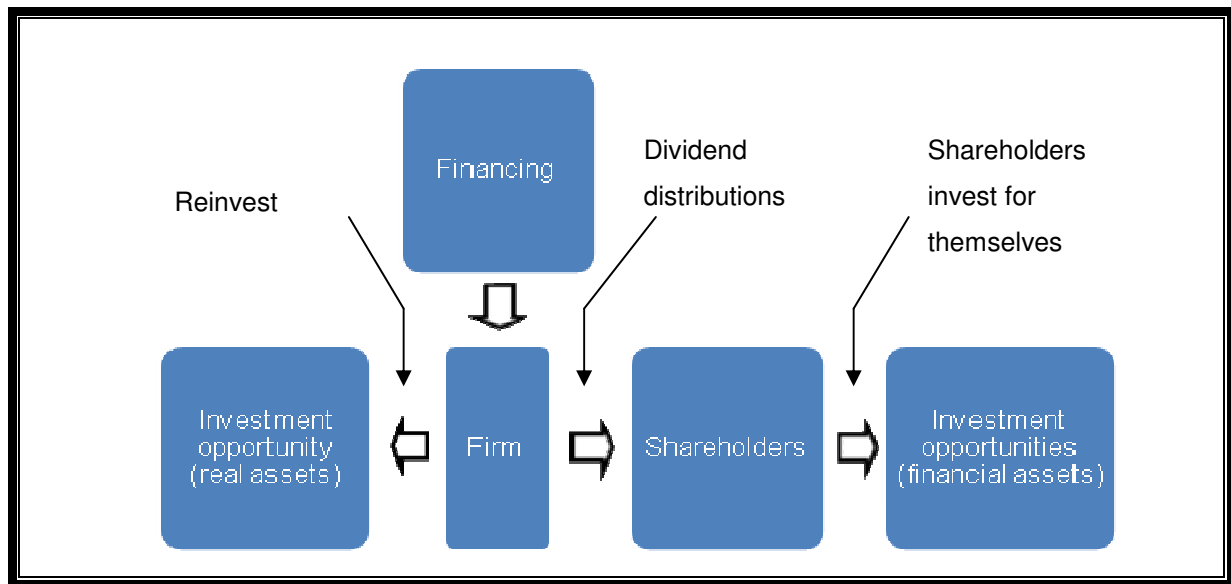 Financing
Reinvest
Dividend
distributions
Shareholders
invest for
themselves
Investment
opportunity
(real assets)
Firm
Shareholders
Investment
opportunities
(financial assets)